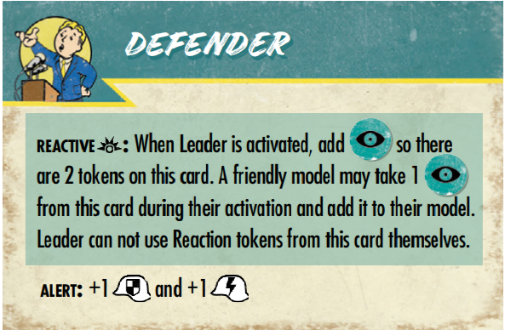 DEFENDER
REACTIVE : When Leader is activated, add so there
are 2 tokens on this card. A friendly model may take 1
from this card during their activation and add it to their model.
Leader can not use Reaction tokens from this card themselves.
ALERT: +1 and +1